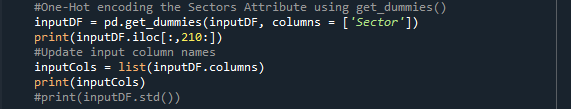 #One-Hot encoding the Sectors Attribute using get_dummies()
inputDF = pd.get_dummies(inputDF, columns = ['Sector'])
print(inputDF.iloc[:,210:])
#Update input column names
inputCols = list(inputDF.columns)
print(inputCols)
#print(inputDF.std())